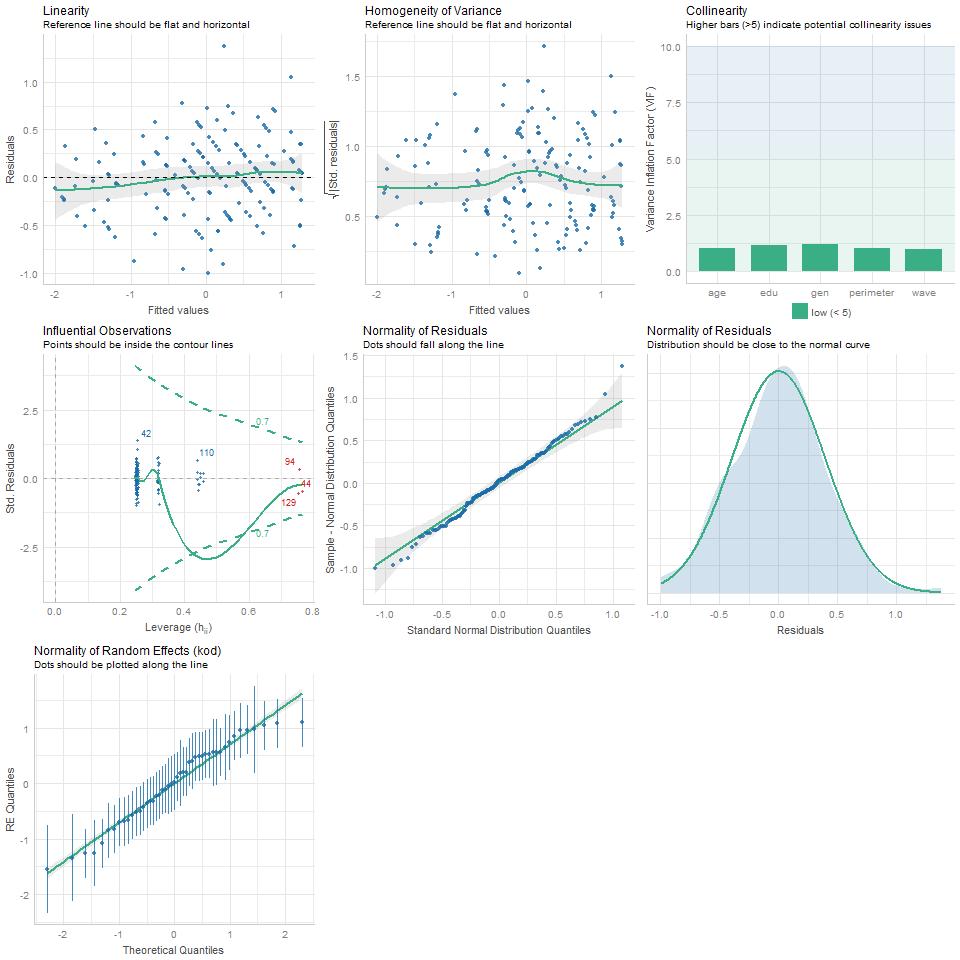 Linearity
Reference line should be flat and horizontal
Residuals
1.0
0.5
0.0
-0.5
-1.0
-2
-1
0
1
Fitted values
Homogeneity of Variance
Reference line should be flat and horizontal
√|Std. residuals|
1.5
1.0
0.5
-2
-1
0
1
Fitted values
Collinearity
Higher bars (>5) indicate potential collinearity issues
Variance Inflation Factor (VIF)
10.0
7.5
5.0
2.5
0.0
age
edu
gen
perimeter
wave
low (< 5)
Influential Observations
Points should be inside the contour lines
Std. Residuals
2.5
0.0
-2.5
0.7
42
110
94
44
129
0.7
0.0
0.2
0.4
0.6
0.8
Leverage (hii)
Normality of Residuals
Dots should fall along the line
Sample - Normal Distribution Quantiles
1.5
1.0
0.5
0.0
-0.5
-1.0
-1.0
-0.5
0.0
0.5
1.0
Standard Normal Distribution Quantiles
Normality of Residuals
Distribution should be close to the normal curve
-1.0
-0.5
0.0
0.5
1.0
Residuals
Normality of Random Effects (kod)
Dots should be plotted along the line
RE Quantiles
1
0
-1
-2
-2
-1
0
1
2
Theoretical Quantiles